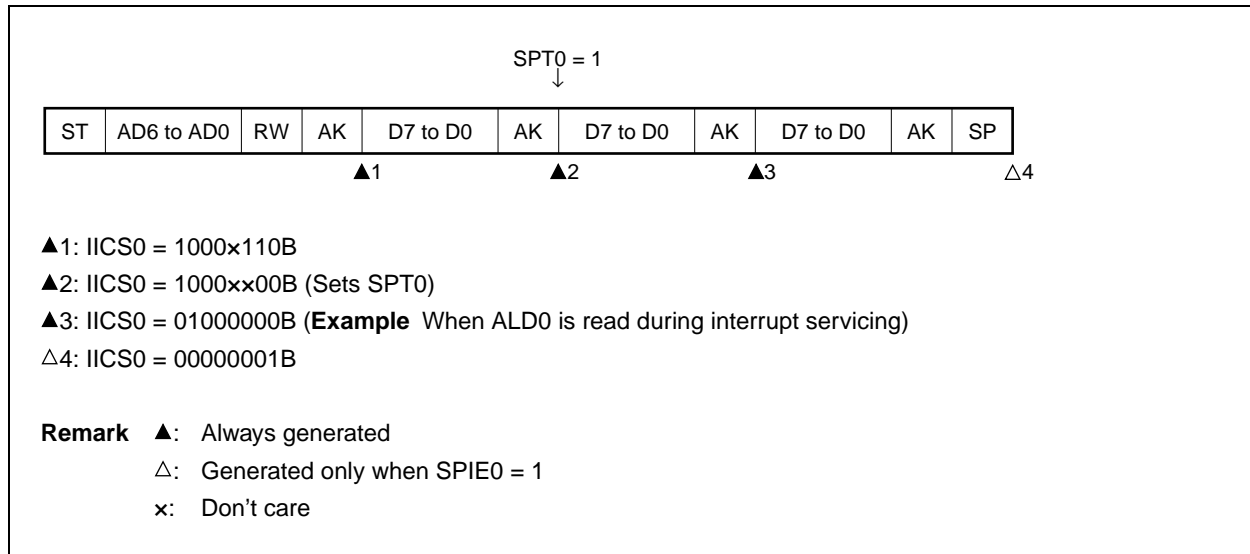 SPT0 = 1
↓
ST AD6 to AD0 RW AK D7 to D0 AK D7 to D0 AK D7 to D0 AK SP
▲1 ▲2 ▲3 △4
▲1: IICS0 = 1000×110B
▲2: IICS0 = 1000××00B (Sets SPT0)
▲3: IICS0 = 01000000B (Example When ALD0 is read during interrupt servicing)
△4: IICS0 = 00000001B
Remark ▲: Always generated
△: Generated only when SPIE0 = 1
×: Don't care